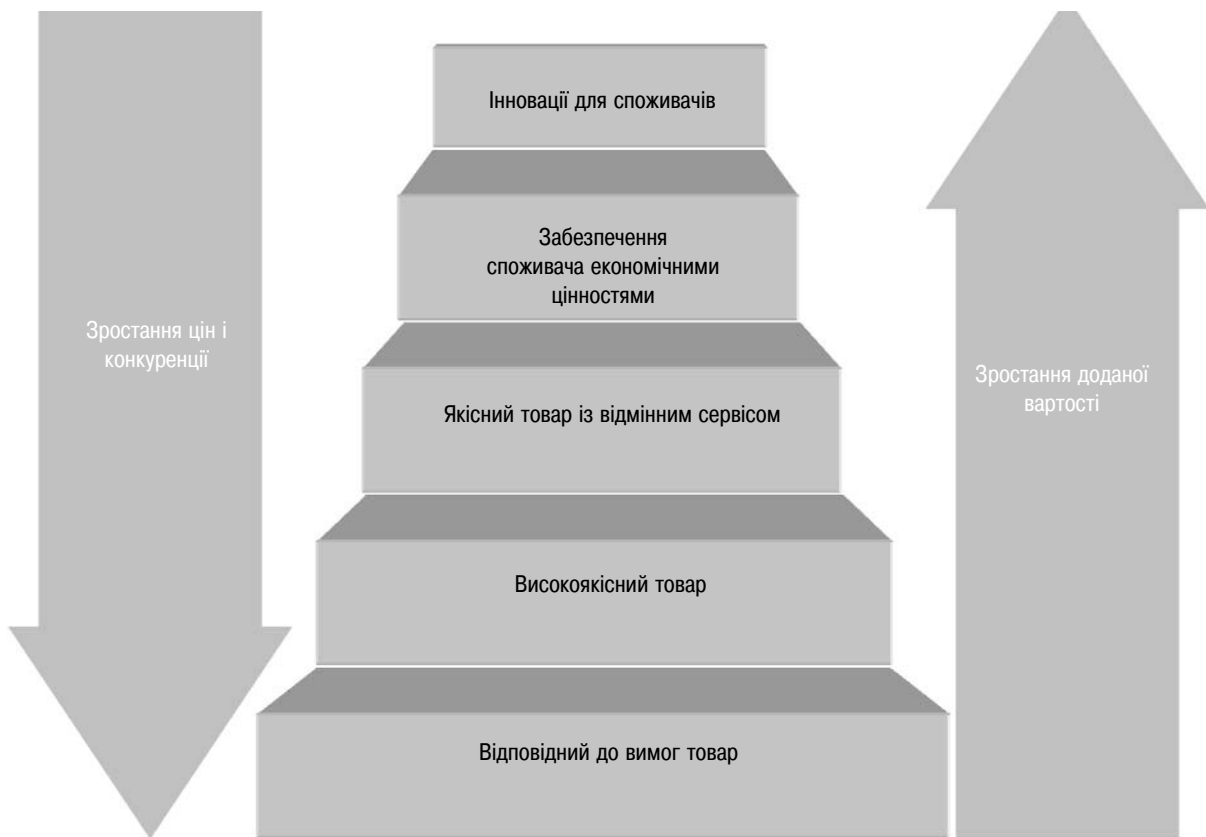 Інновації для споживачів
Забезпечення
споживача економічними
цінностями
Зростання цін і
конкуренції
Зростання доданої
вартості
Якісний товар із відмінним сервісом
Високоякісний товар
Відповідний до вимог товар